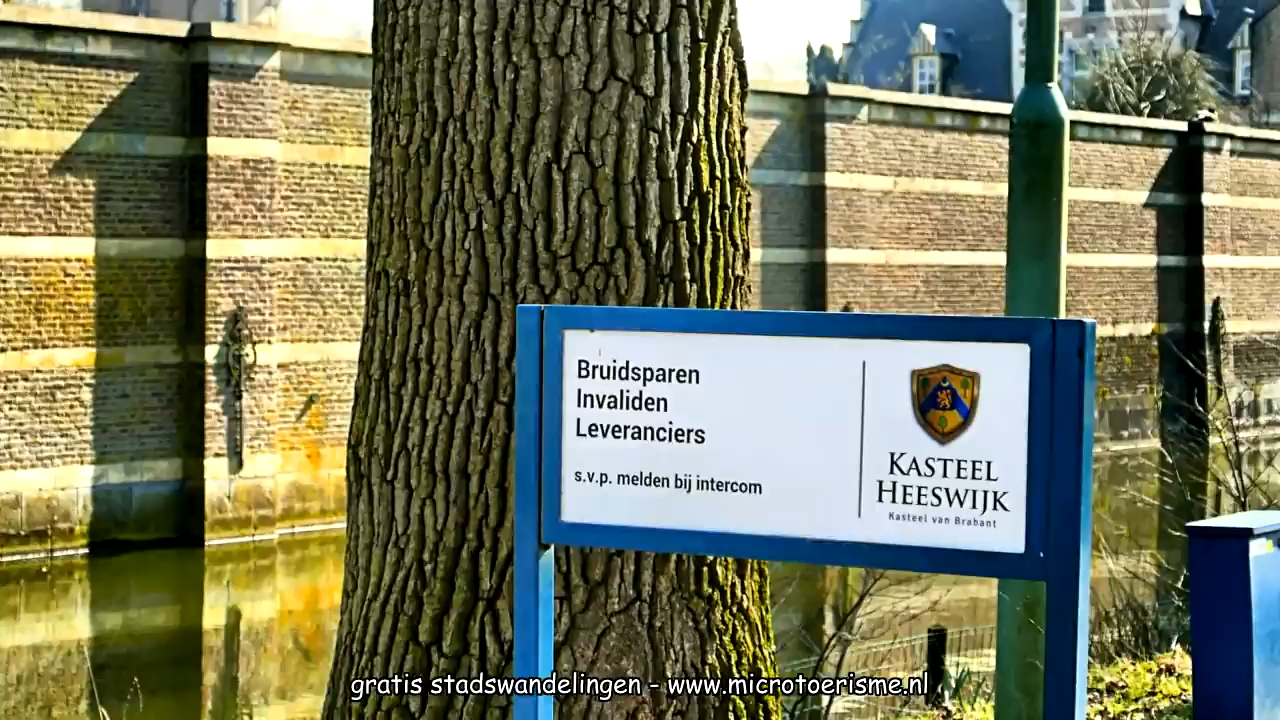 Bruidsparen
Invaliden
Leveranciers
s.v.p. melden bij intercom
KASTEEL
HEESWIJK
Kasteel van Brabant
gratis stadswandelingen - www.microtoerisme.nl